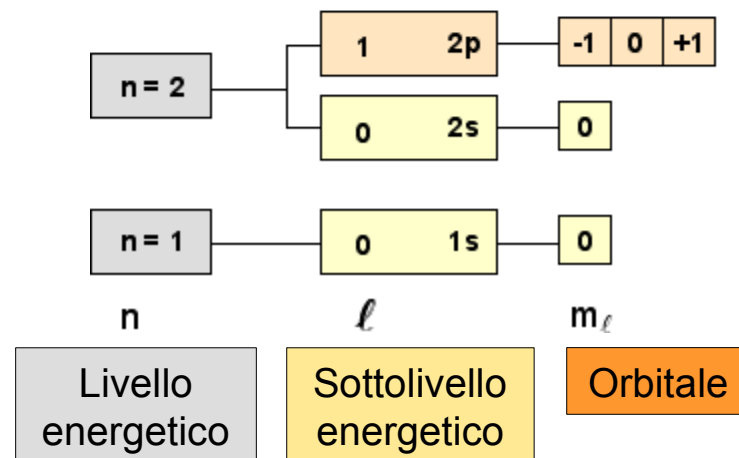 n = 2
1 2p
-1 0 +1
0 2s
0
n = 1
0 1s
0
n
ℓ
mℓ
Livello
energetico
Sottolivello
energetico
Orbitale